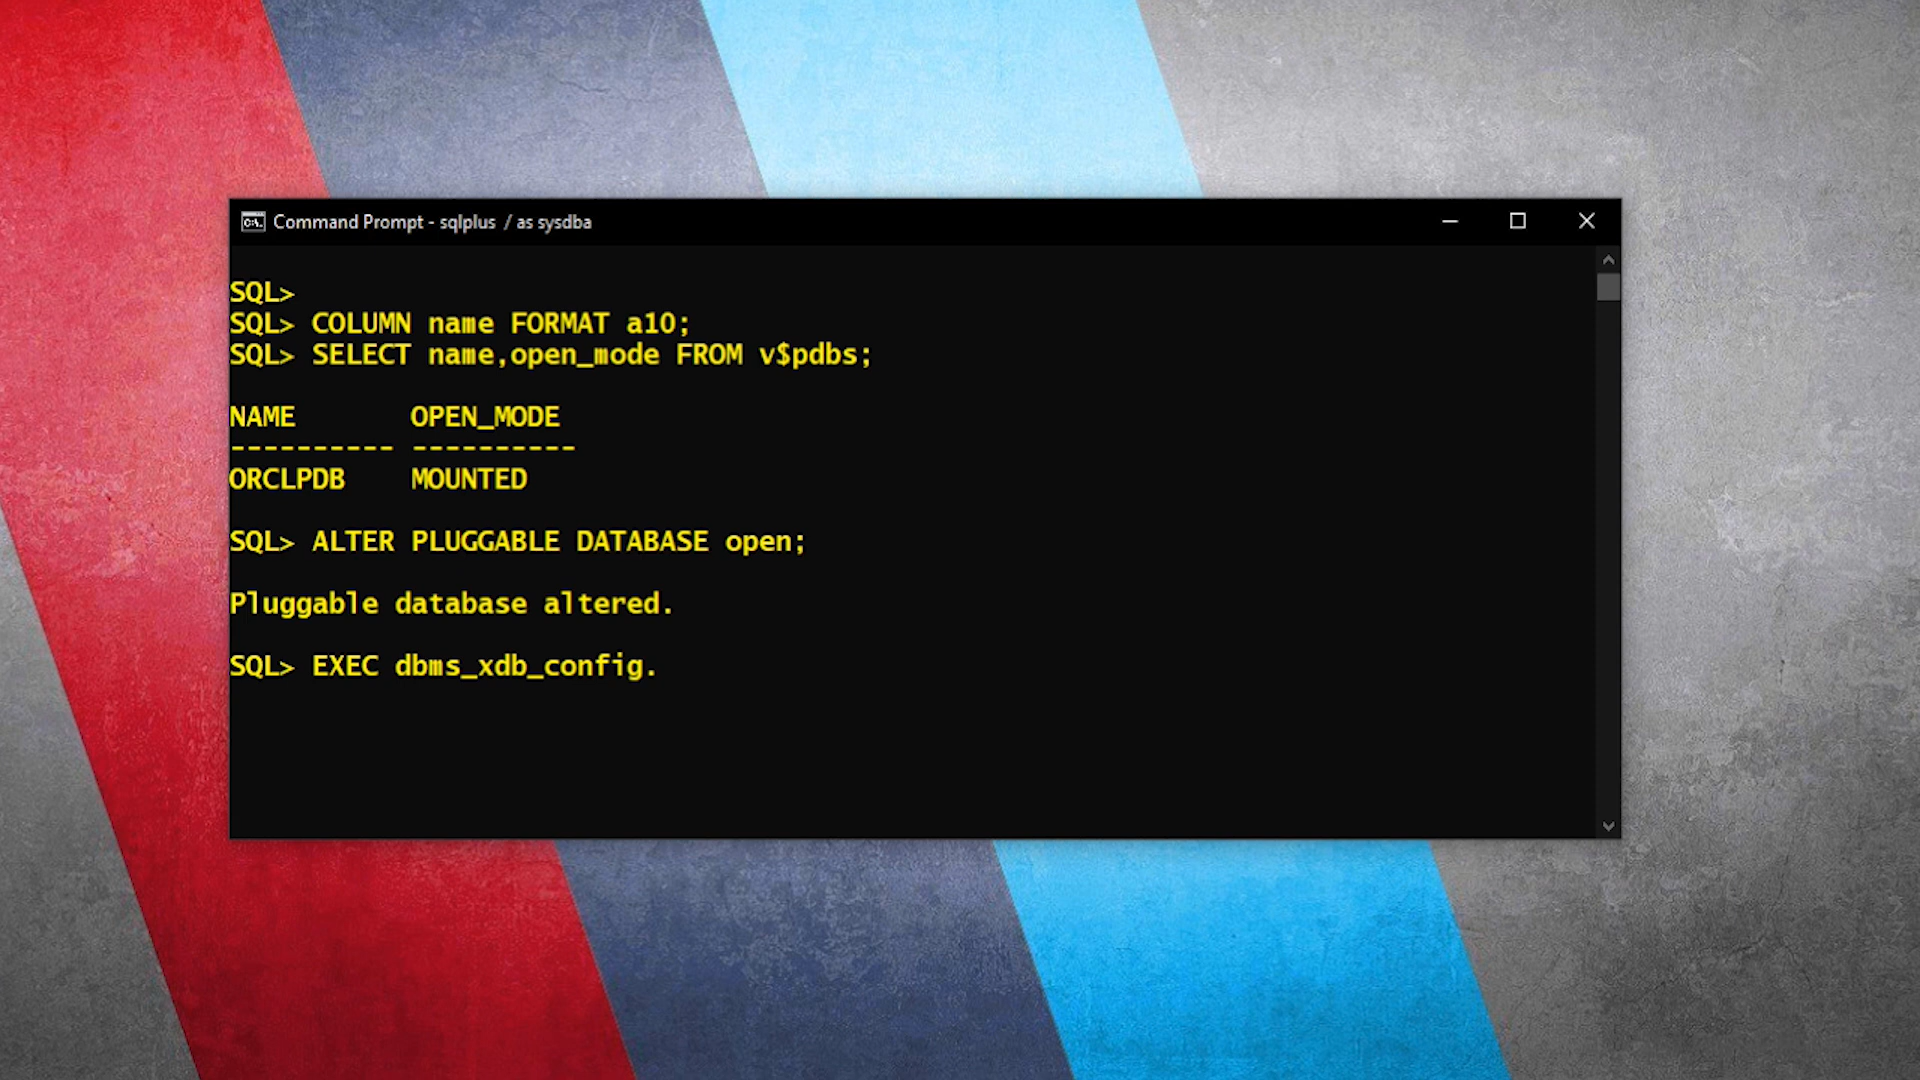 Command Prompt - sqlplus / as sysdba
SQL>
SQL> COLUMN name FORMAT a10;
SQL> SELECT name,open_mode FROM v$pdbs;
NAME       OPEN_MODE
---------- ----------
ORCLPDB    MOUNTED
SQL> ALTER PLUGGABLE DATABASE open;
Pluggable database altered.
SQL> EXEC dbms_xdb_config.